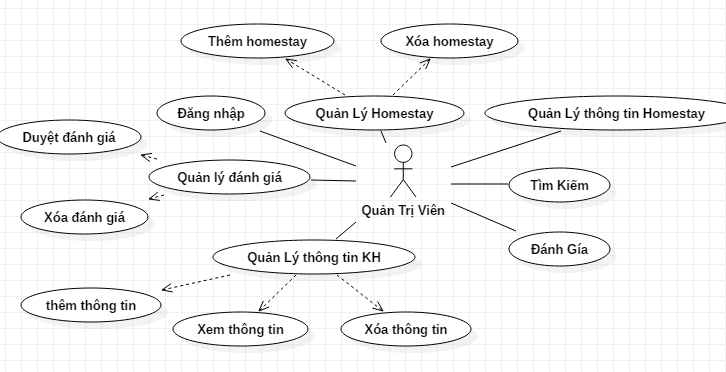 Thêm homestay
Xóa homestay
Đăng nhập
Quản Lý Homestay
Quản Lý thông tin Homestay
Duyệt đánh giá
Quản lý đánh giá
Tìm Kiếm
Xóa đánh giá
Quản Trị Viên
Quản Lý thông tin KH
Đánh Gía
thêm thông tin
Xem thông tin
Xóa thông tin